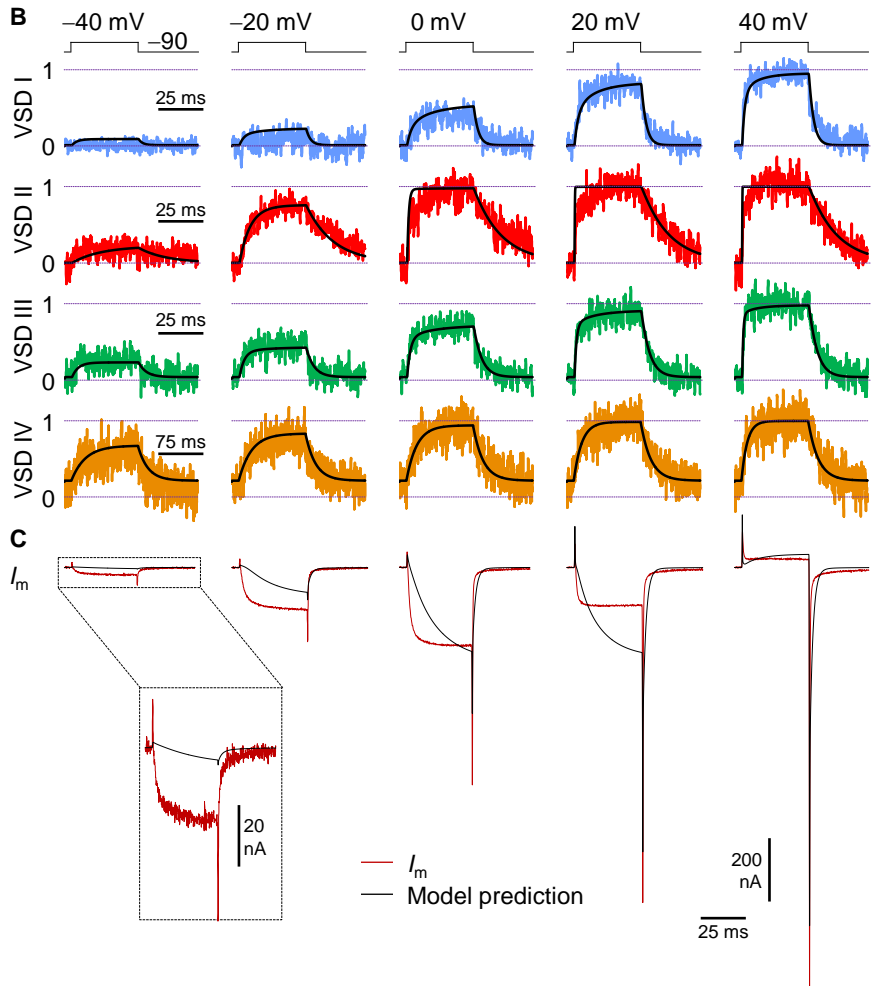 B
−40 mV
−20 mV
0 mV
20 mV
40 mV
−90
VSD I
1
0
25 ms
VSD II
1
0
25 ms
VSD III
1
0
25 ms
VSD IV
1
0
75 ms
C
Im
20
nA
Im
Model prediction
200
nA
25 ms